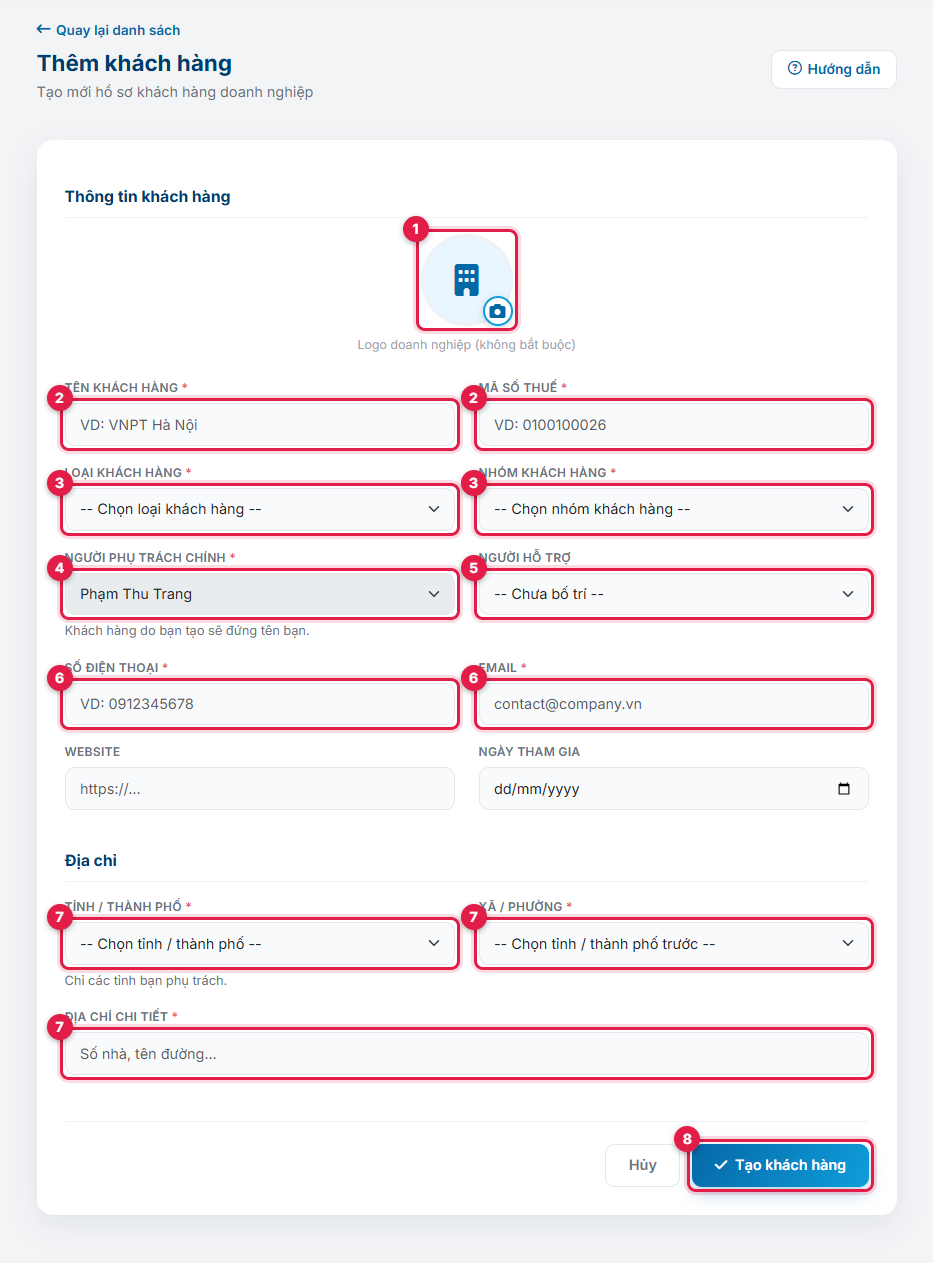 ← Quay lại danh sách
Thêm khách hàng
Tạo mới hồ sơ khách hàng doanh nghiệp
Hướng dẫn
Thông tin khách hàng
1
Logo doanh nghiệp (không bắt buộc)
TÊN KHÁCH HÀNG *
MÃ SỐ THUẾ *
2
VD: VNPT Hà Nội
2
VD: 0100100026
LOẠI KHÁCH HÀNG *
NHÓM KHÁCH HÀNG *
3
-- Chọn loại khách hàng --
3
-- Chọn nhóm khách hàng --
NGƯỜI PHỤ TRÁCH CHÍNH *
NGƯỜI HỖ TRỢ
4
Phạm Thu Trang
5
-- Chưa bố trí --
Khách hàng do bạn tạo sẽ đứng tên bạn.
SỐ ĐIỆN THOẠI *
EMAIL *
6
VD: 0912345678
6
contact@company.vn
WEBSITE
NGÀY THAM GIA
https://...
dd/mm/yyyy
Địa chỉ
TỈNH / THÀNH PHỐ *
XÃ / PHƯỜNG *
7
-- Chọn tỉnh / thành phố --
7
-- Chọn tỉnh / thành phố trước --
Chỉ các tỉnh bạn phụ trách.
ĐỊA CHỈ CHI TIẾT *
7
Số nhà, tên đường...
8
Hủy
Tạo khách hàng